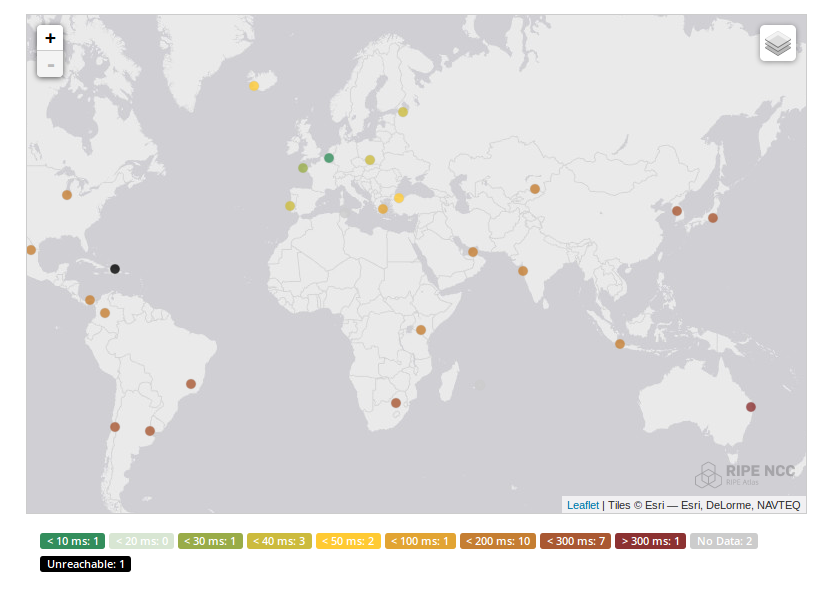 +
-
RIPE NCC
RIPE Atlas
Leaflet | Tiles © Esri — Esri, DeLorme, NAVTEQ
< 10 ms: 1 < 20 ms: 0 < 30 ms: 1 < 40 ms: 3 < 50 ms: 2 < 100 ms: 1 < 200 ms: 10 < 300 ms: 7 > 300 ms: 1 No Data: 2
Unreachable: 1